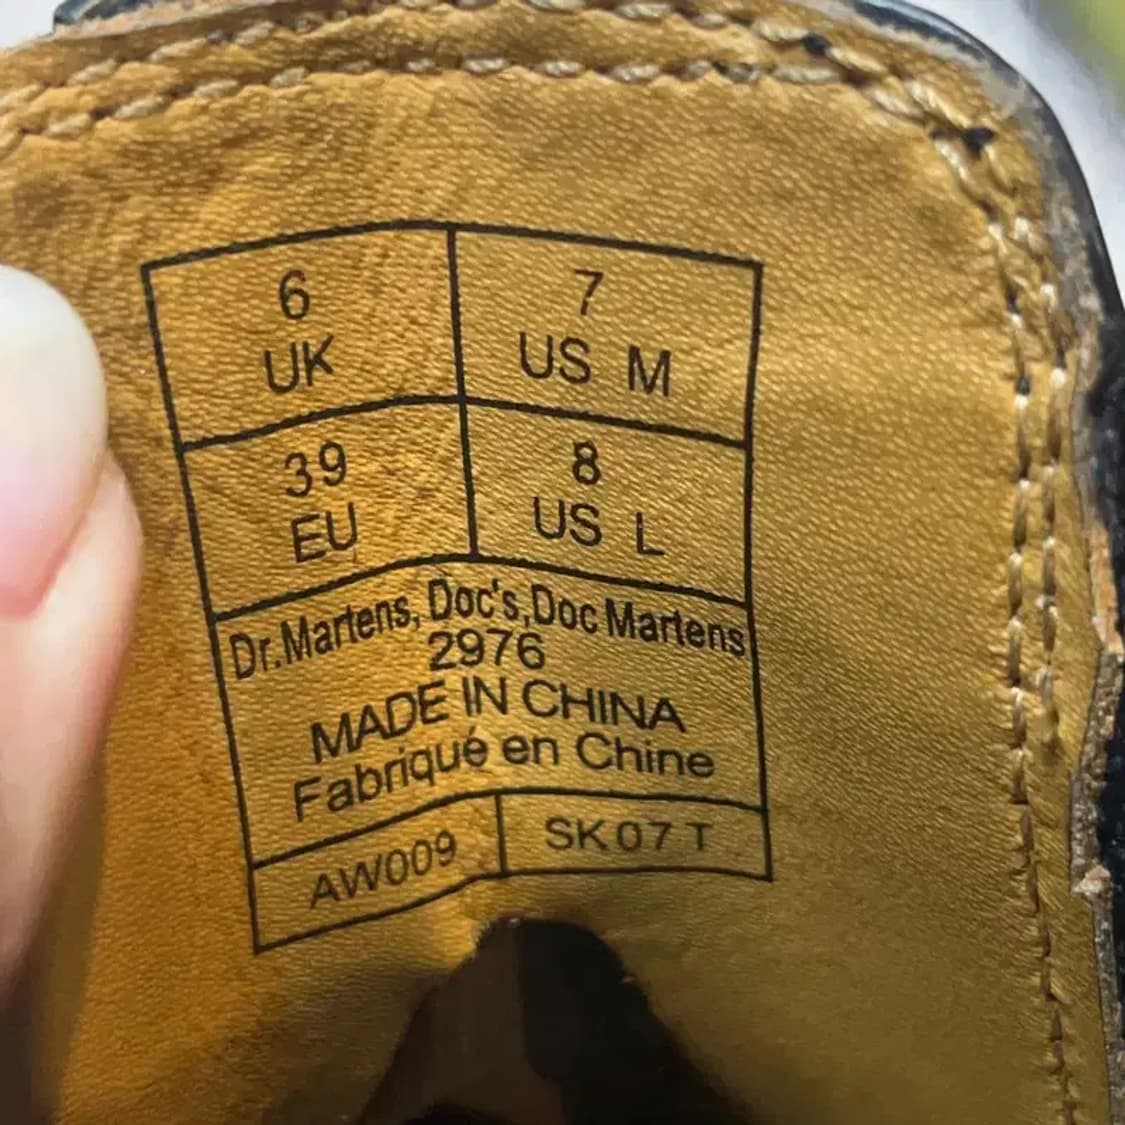 6
UK
7
US M
39
EU
8
US L
Dr.Martens, Doc's,Doc Martens
2976
MADE IN CHINA
Fabriqué en Chine
AW009
SK07T